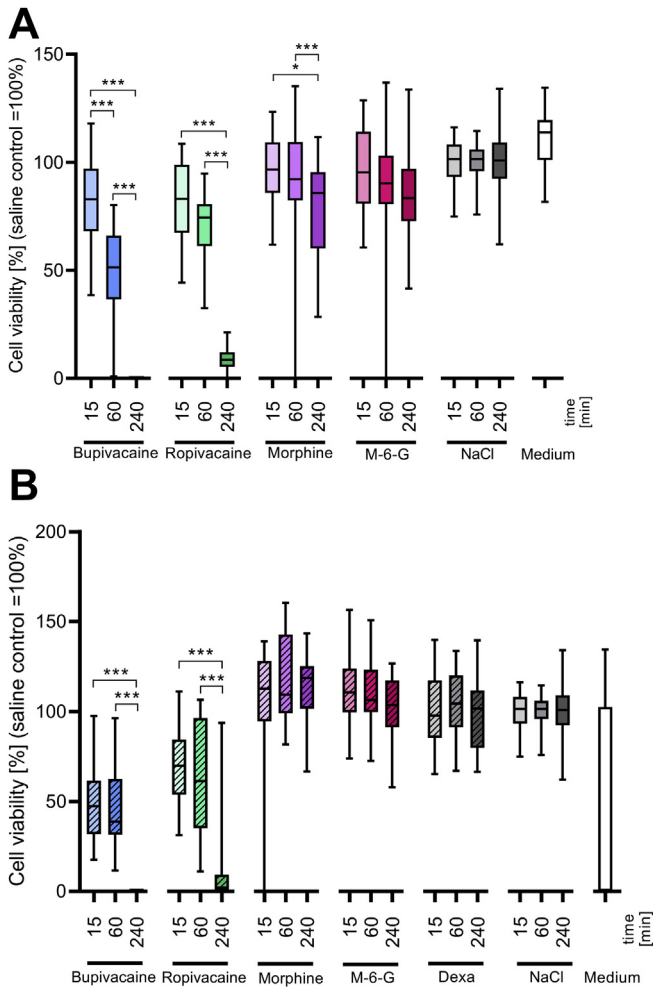 A
Cell viability [%] (saline control =100%)
150
100
50
0
***
***
***
***
***
***
*
15
60
240
15
60
240
15
60
240
15
60
240
15
60
240
time
[min]
Bupivacaine
Ropivacaine
Morphine
M-6-G
NaCl
Medium
B
Cell viability [%] (saline control =100%)
200
150
100
50
0
***
***
***
***
15
60
240
15
60
240
15
60
240
15
60
240
15
60
240
15
60
240
time
[min]
Bupivacaine
Ropivacaine
Morphine
M-6-G
Dexa
NaCl
Medium